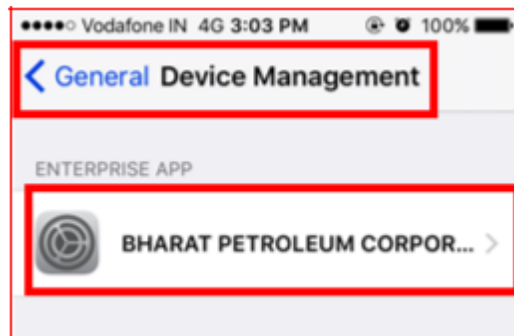 Vodafone IN 4G 3:03 PM 100%
General Device Management
ENTERPRISE APP
BHARAT PETROLEUM CORPOR...